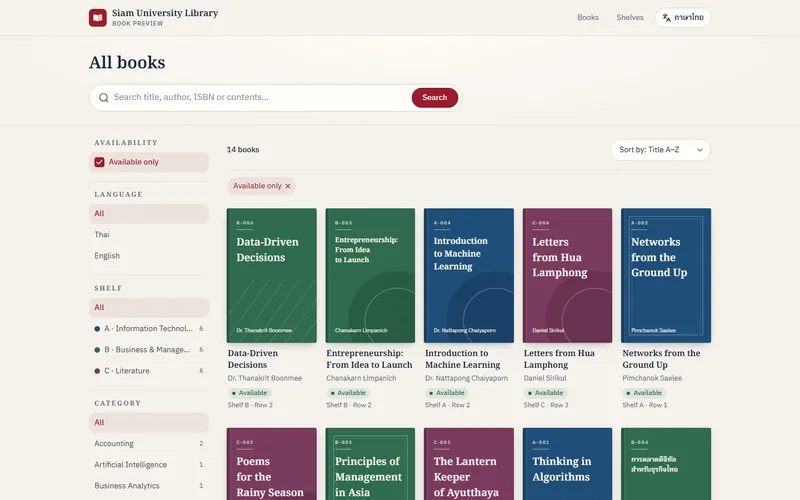 Siam University Library
BOOK PREVIEW
Books
Shelves
ภาษาไทย
All books
Search title, author, ISBN or contents...
Search
AVAILABILITY
Available only
LANGUAGE
All
Thai
English
SHELF
All
A · Information Technol... 6
B · Business & Manage... 6
C · Literature 6
CATEGORY
All
Accounting 2
Artificial Intelligence 1
Business Analytics 1
14 books
Sort by: Title A–Z
Available only ×
B-006
Data-Driven
Decisions
Dr. Thanakrit Boonmee
Data-Driven
Decisions
Dr. Thanakrit Boonmee
Available
Shelf B · Row 3
B-003
Entrepreneurship:
From Idea
to Launch
Chanakarn Limpanich
Entrepreneurship:
From Idea to Launch
Chanakarn Limpanich
Available
Shelf B · Row 2
A-004
Introduction
to Machine
Learning
Dr. Nattapong Chaiyaporn
Introduction to
Machine Learning
Dr. Nattapong Chaiyaporn
Available
Shelf A · Row 2
C-006
Letters
from Hua
Lamphong
Daniel Sirikul
Letters from Hua
Lamphong
Daniel Sirikul
Available
Shelf C · Row 3
A-002
Networks
from the
Ground Up
Pimchanok Saelee
Networks from the
Ground Up
Pimchanok Saelee
Available
Shelf A · Row 1
C-003
Poems
for the
Rainy Season
B-001
Principles of
Management
in Asia
C-001
The Lantern
Keeper
of Ayutthaya
A-001
Thinking in
Algorithms
B-004
การตลาดดิจิทัล
สำหรับธุรกิจไทย